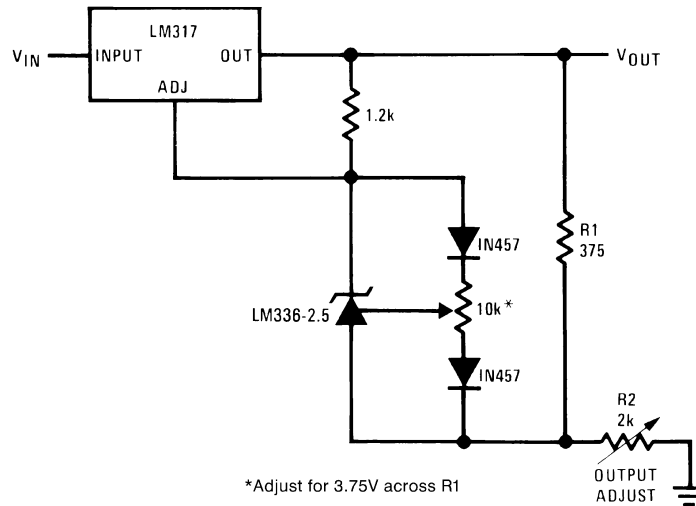 LM317
V_IN
INPUT
OUT
V_OUT
ADJ
1.2k
R1
375
IN457
LM336-2.5
10k*
IN457
R2
2k
OUTPUT
ADJUST
*Adjust for 3.75V across R1